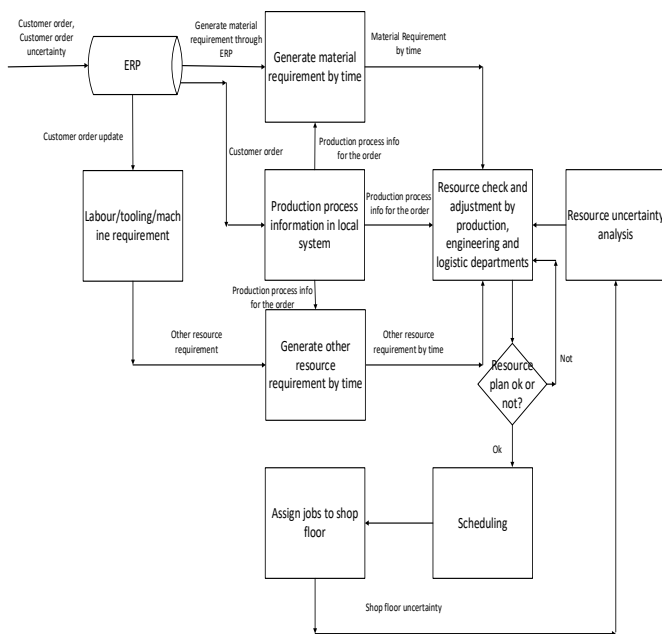 Customer order,
Customer order
uncertainty
ERP
Generate material
requirement through
ERP
Generate material
requirement by time
Material Requirement
by time
Customer order update
Customer order
Production process info
for the order
Labour/tooling/mac
hine requirement
Production process
information in local
system
Production process
info for the order
Resource check and
adjustment by
production,
engineering and
logistic departments
Resource uncertainty
analysis
Production process info
for the order
Other resource
requirement
Generate other
resource
requirement by time
Other resource
requirement by time
Resource
plan ok or
not?
Not
Ok
Assign jobs to shop
floor
Scheduling
Shop floor uncertainty